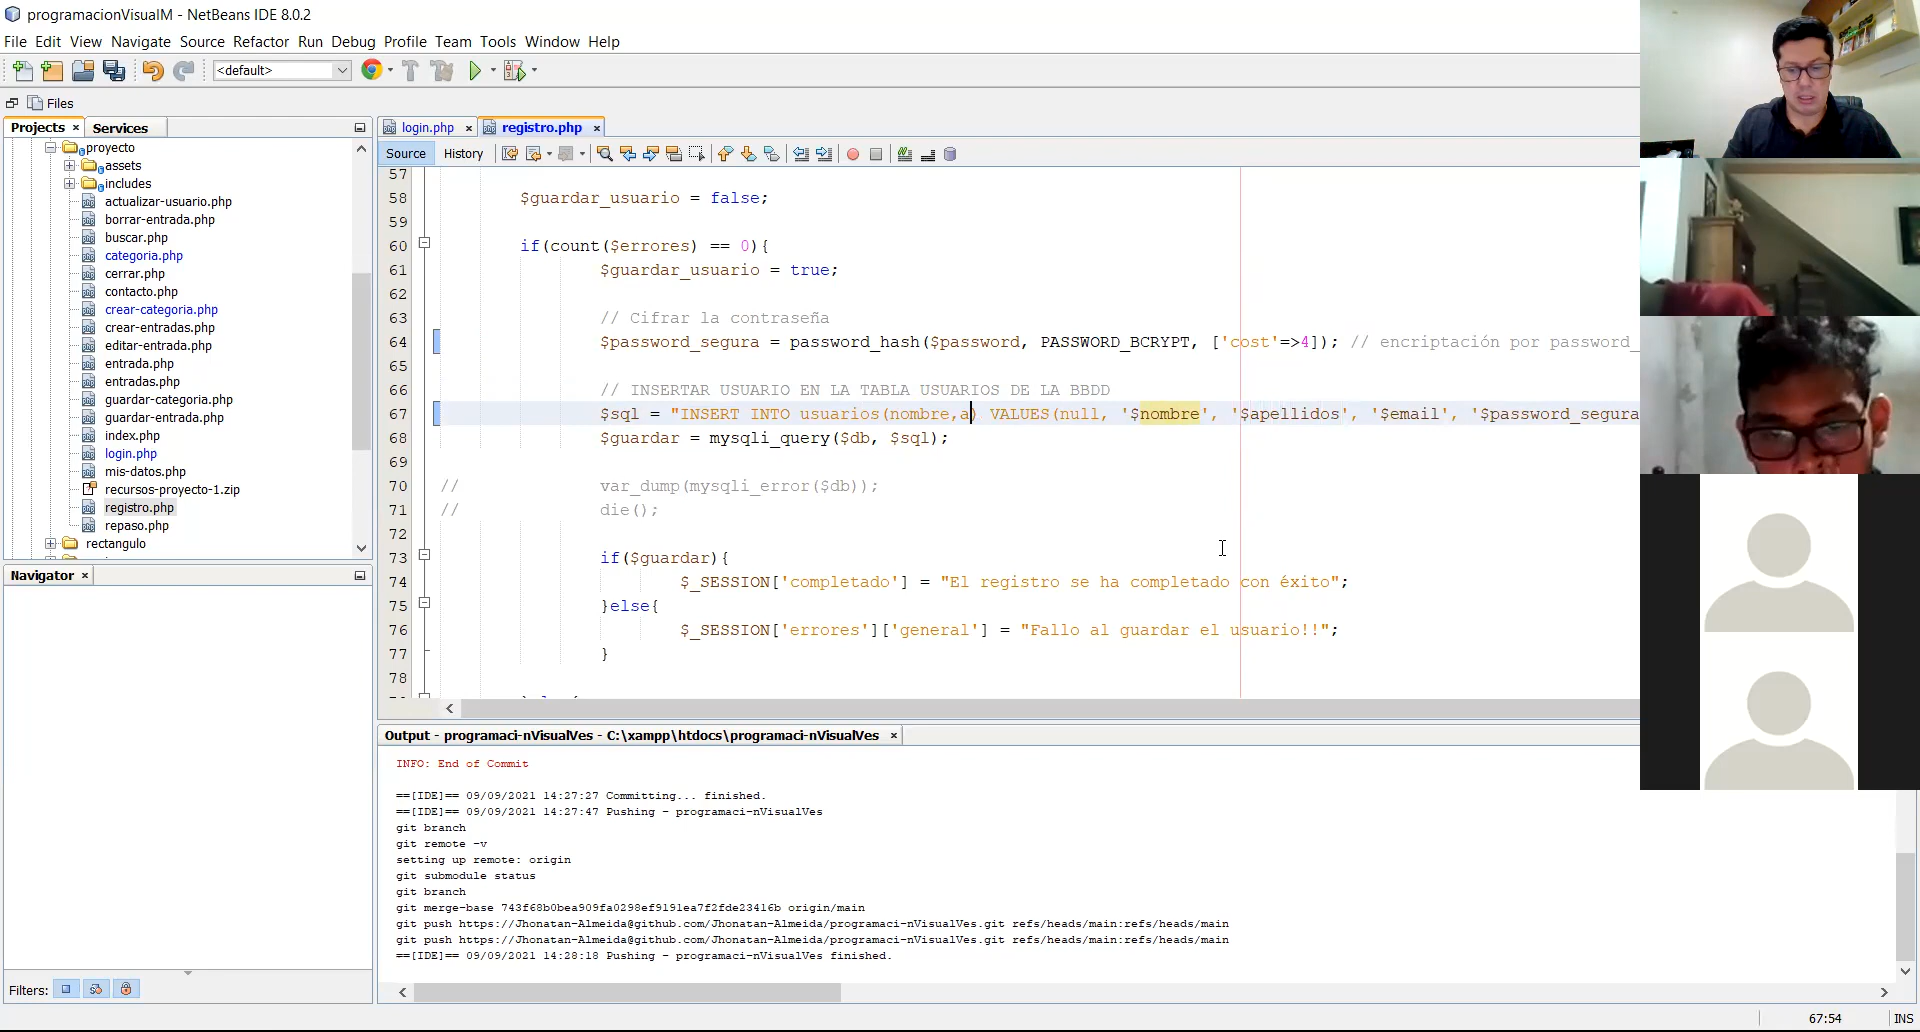 programacionVisualM - NetBeans IDE 8.0.2
File Edit View Navigate Source Refactor Run Debug Profile Team Tools Window Help
<default>
Files
Projects × Services
login.php × registro.php ×
Source History
proyecto
assets
includes
actualizar-usuario.php
borrar-entrada.php
buscar.php
categoria.php
cerrar.php
contacto.php
crear-categoria.php
crear-entradas.php
editar-entrada.php
entrada.php
entradas.php
guardar-categoria.php
guardar-entrada.php
index.php
login.php
mis-datos.php
recursos-proyecto-1.zip
registro.php
repaso.php
rectangulo
57
58 $guardar_usuario = false;
59
60 if(count($errores) == 0){
61 $guardar_usuario = true;
62
63 // Cifrar la contraseña
64 $password_segura = password_hash($password, PASSWORD_BCRYPT, ['cost'=>4]); // encriptación por password_
65
66 // INSERTAR USUARIO EN LA TABLA USUARIOS DE LA BBDD
67 $sql = "INSERT INTO usuarios(nombre,a) VALUES(null, '$nombre', '$apellidos', '$email', '$password_segura
68 $guardar = mysqli_query($db, $sql);
69
70 // var_dump(mysqli_error($db));
71 // die();
72
73 if($guardar){
74 $_SESSION['completado'] = "El registro se ha completado con éxito";
75 }else{
76 $_SESSION['errores']['general'] = "Fallo al guardar el usuario!!";
77 }
78
Navigator ×
Filters:
Output - programaci-nVisualVes - C:\xampp\htdocs\programaci-nVisualVes ×
INFO: End of Commit
==[IDE]== 09/09/2021 14:27:27 Committing... finished.
==[IDE]== 09/09/2021 14:27:47 Pushing - programaci-nVisualVes
git branch
git remote -v
setting up remote: origin
git submodule status
git branch
git merge-base 743f68b0bea909fa0298ef9191ea7f2fde23416b origin/main
git push https://Jhonatan-Almeida@github.com/Jhonatan-Almeida/programaci-nVisualVes.git refs/heads/main:refs/heads/main
git push https://Jhonatan-Almeida@github.com/Jhonatan-Almeida/programaci-nVisualVes.git refs/heads/main:refs/heads/main
==[IDE]== 09/09/2021 14:28:18 Pushing - programaci-nVisualVes finished.
67:54 INS